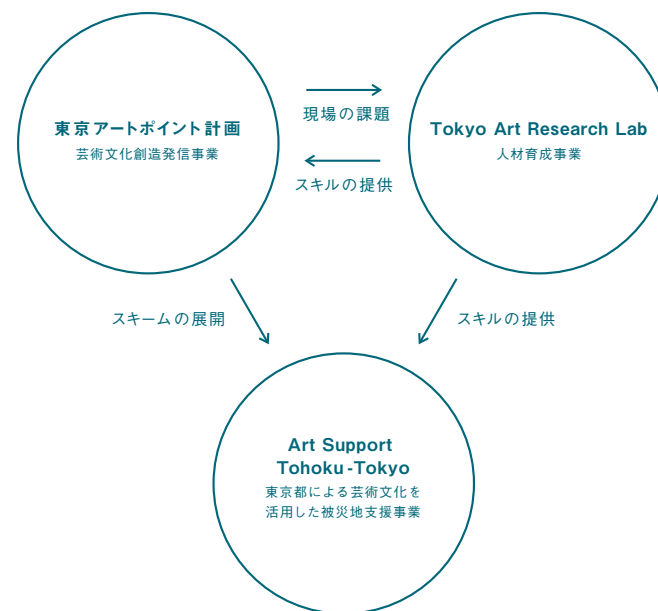 東京アートポイント計画
芸術文化創造発信事業
現場の課題
スキルの提供
Tokyo Art Research Lab
人材育成事業
スキームの展開
スキルの提供
Art Support
Tohoku-Tokyo
東京都による芸術文化を
活用した被災地支援事業